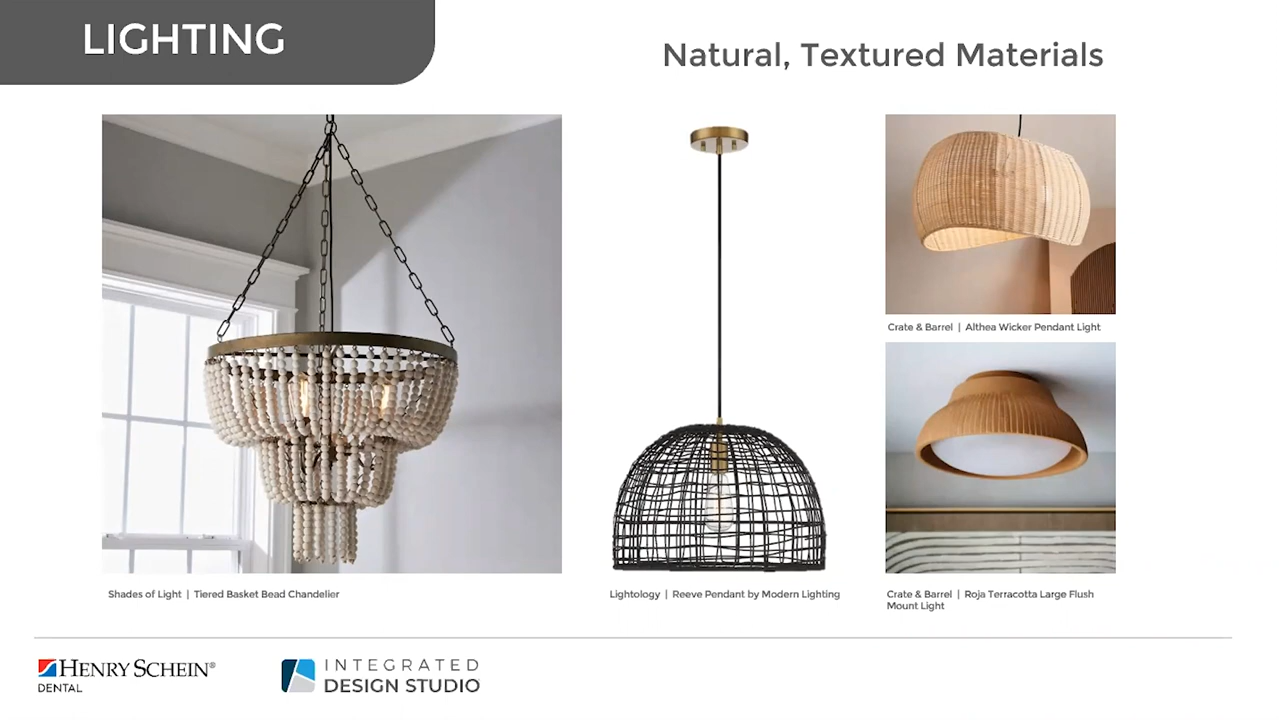 LIGHTING
Natural, Textured Materials
Shades of Light | Tiered Basket Bead Chandelier
Lightology | Reeve Pendant by Modern Lighting
Crate & Barrel | Althea Wicker Pendant Light
Crate & Barrel | Roja Terracotta Large Flush
Mount Light
HENRY SCHEIN®
DENTAL
INTEGRATED
DESIGN STUDIO